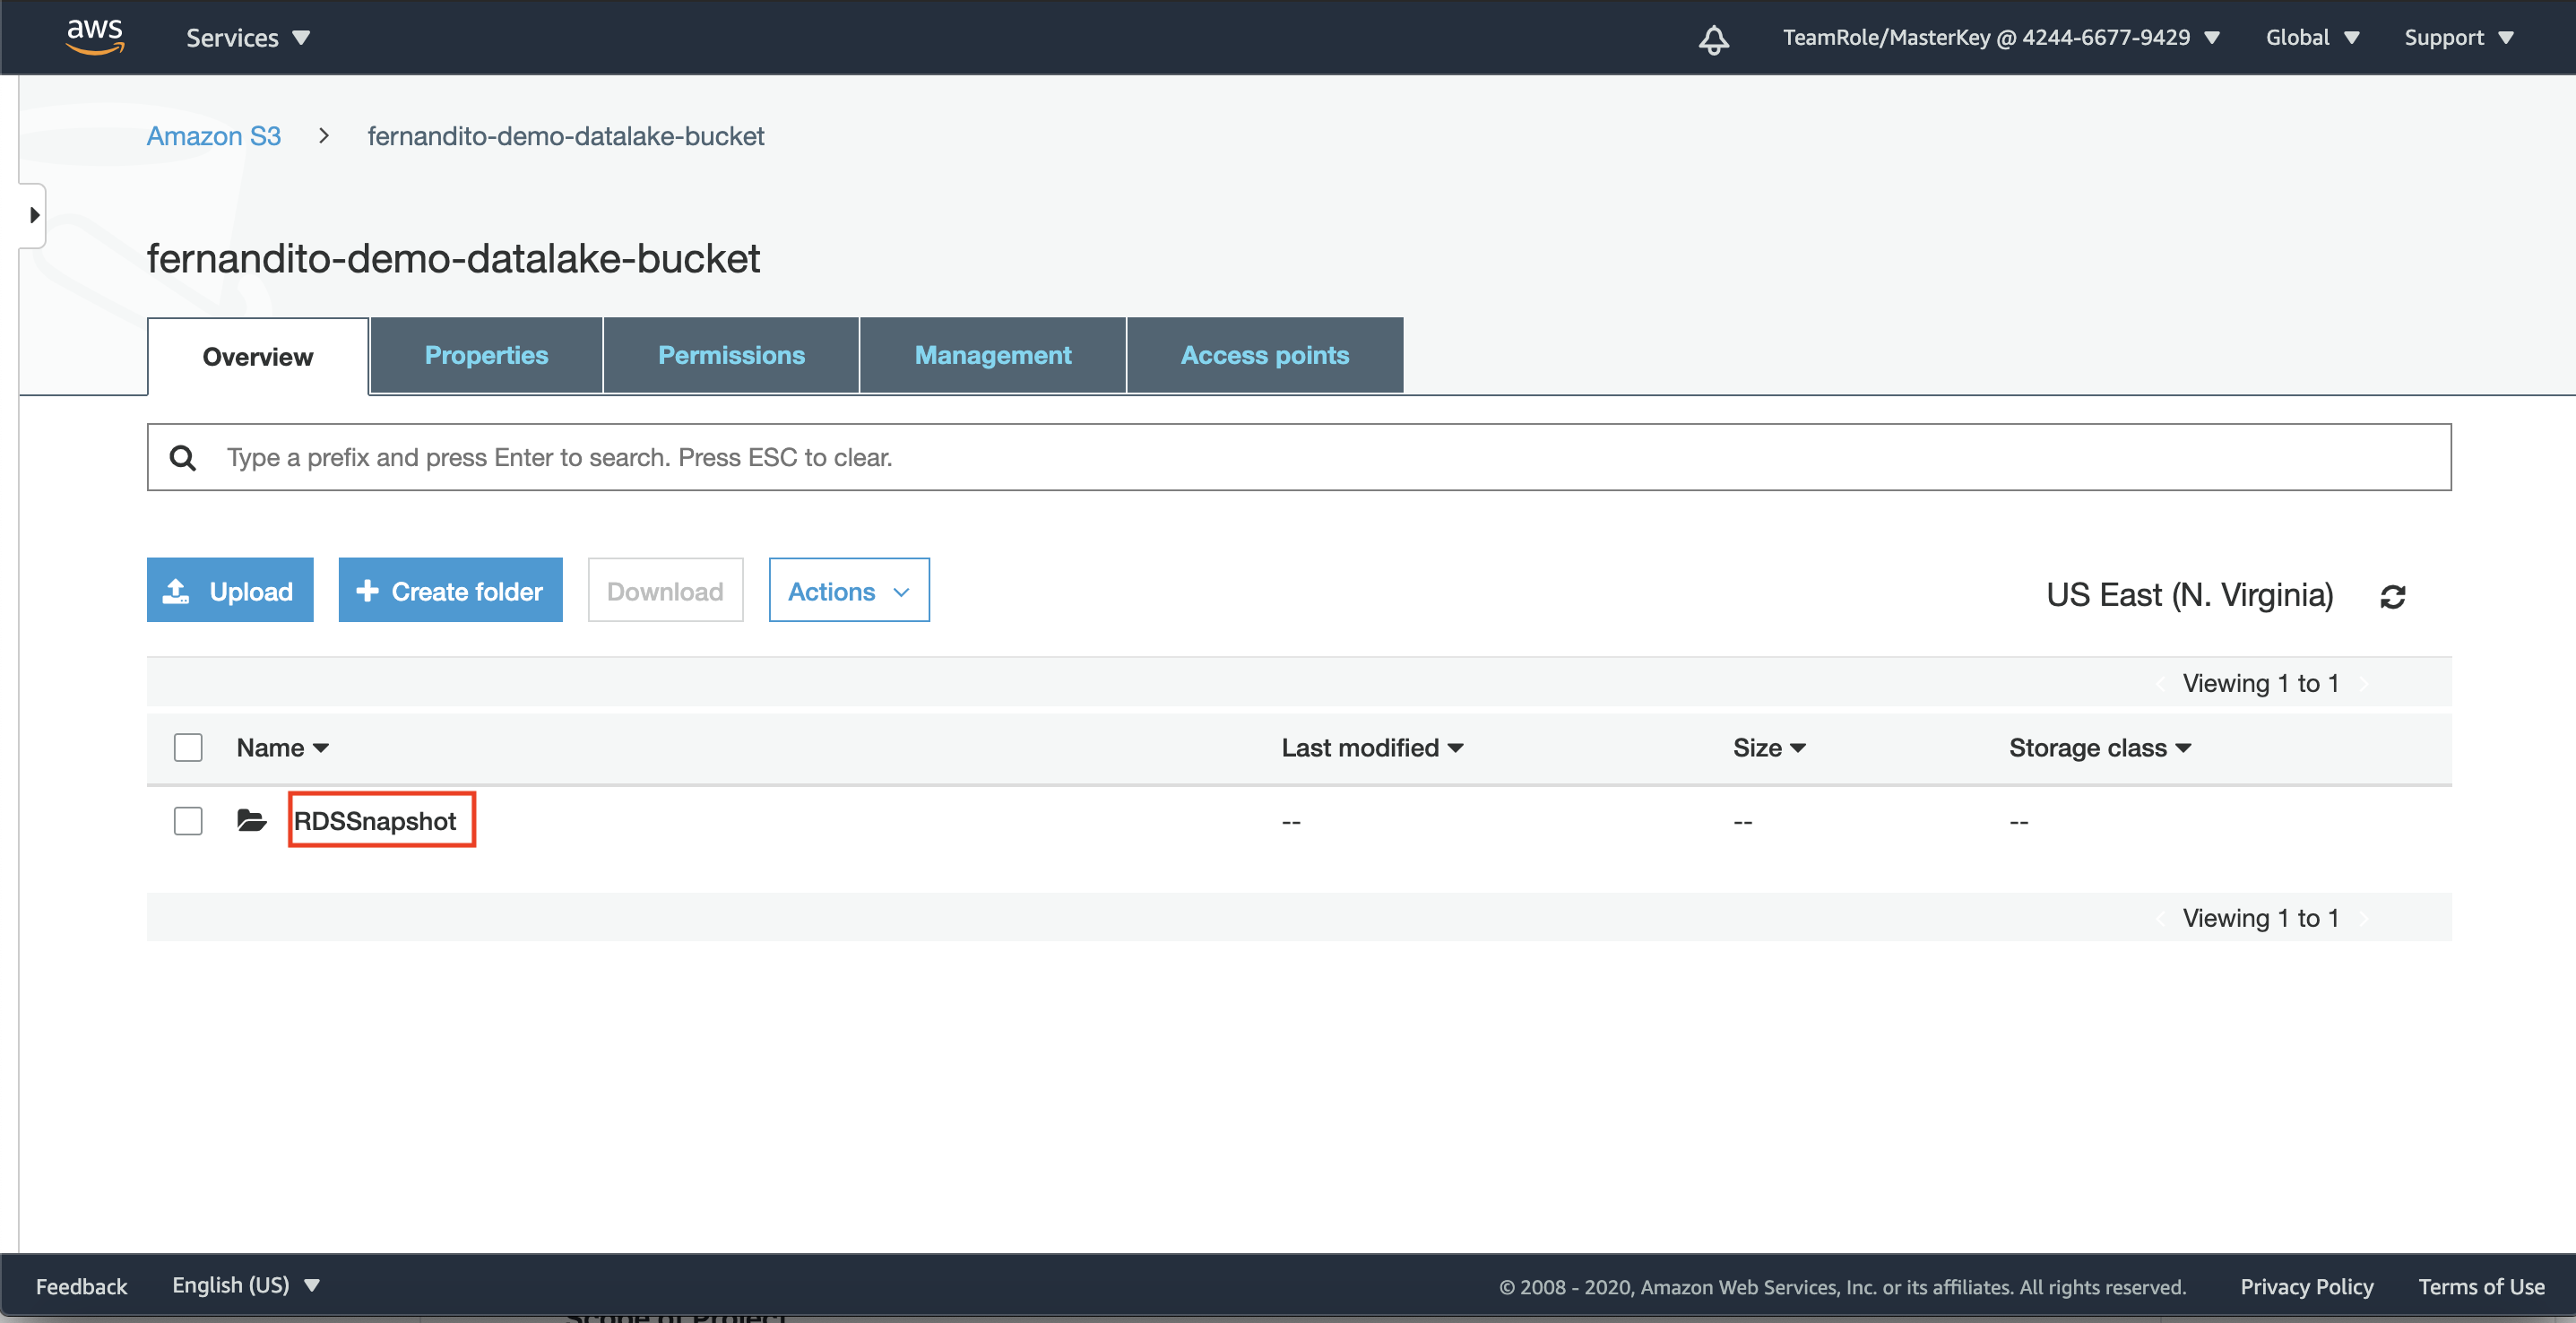 aws Services TeamRole/MasterKey @ 4244-6677-9429 Global Support
Amazon S3 > fernandito-demo-datalake-bucket
fernandito-demo-datalake-bucket
Overview Properties Permissions Management Access points
Type a prefix and press Enter to search. Press ESC to clear.
Upload Create folder Download Actions US East (N. Virginia)
Viewing 1 to 1
Name Last modified Size Storage class
RDSSnapshot -- -- --
Viewing 1 to 1
Feedback English (US) © 2008 - 2020, Amazon Web Services, Inc. or its affiliates. All rights reserved. Privacy Policy Terms of Use
Scope of Project